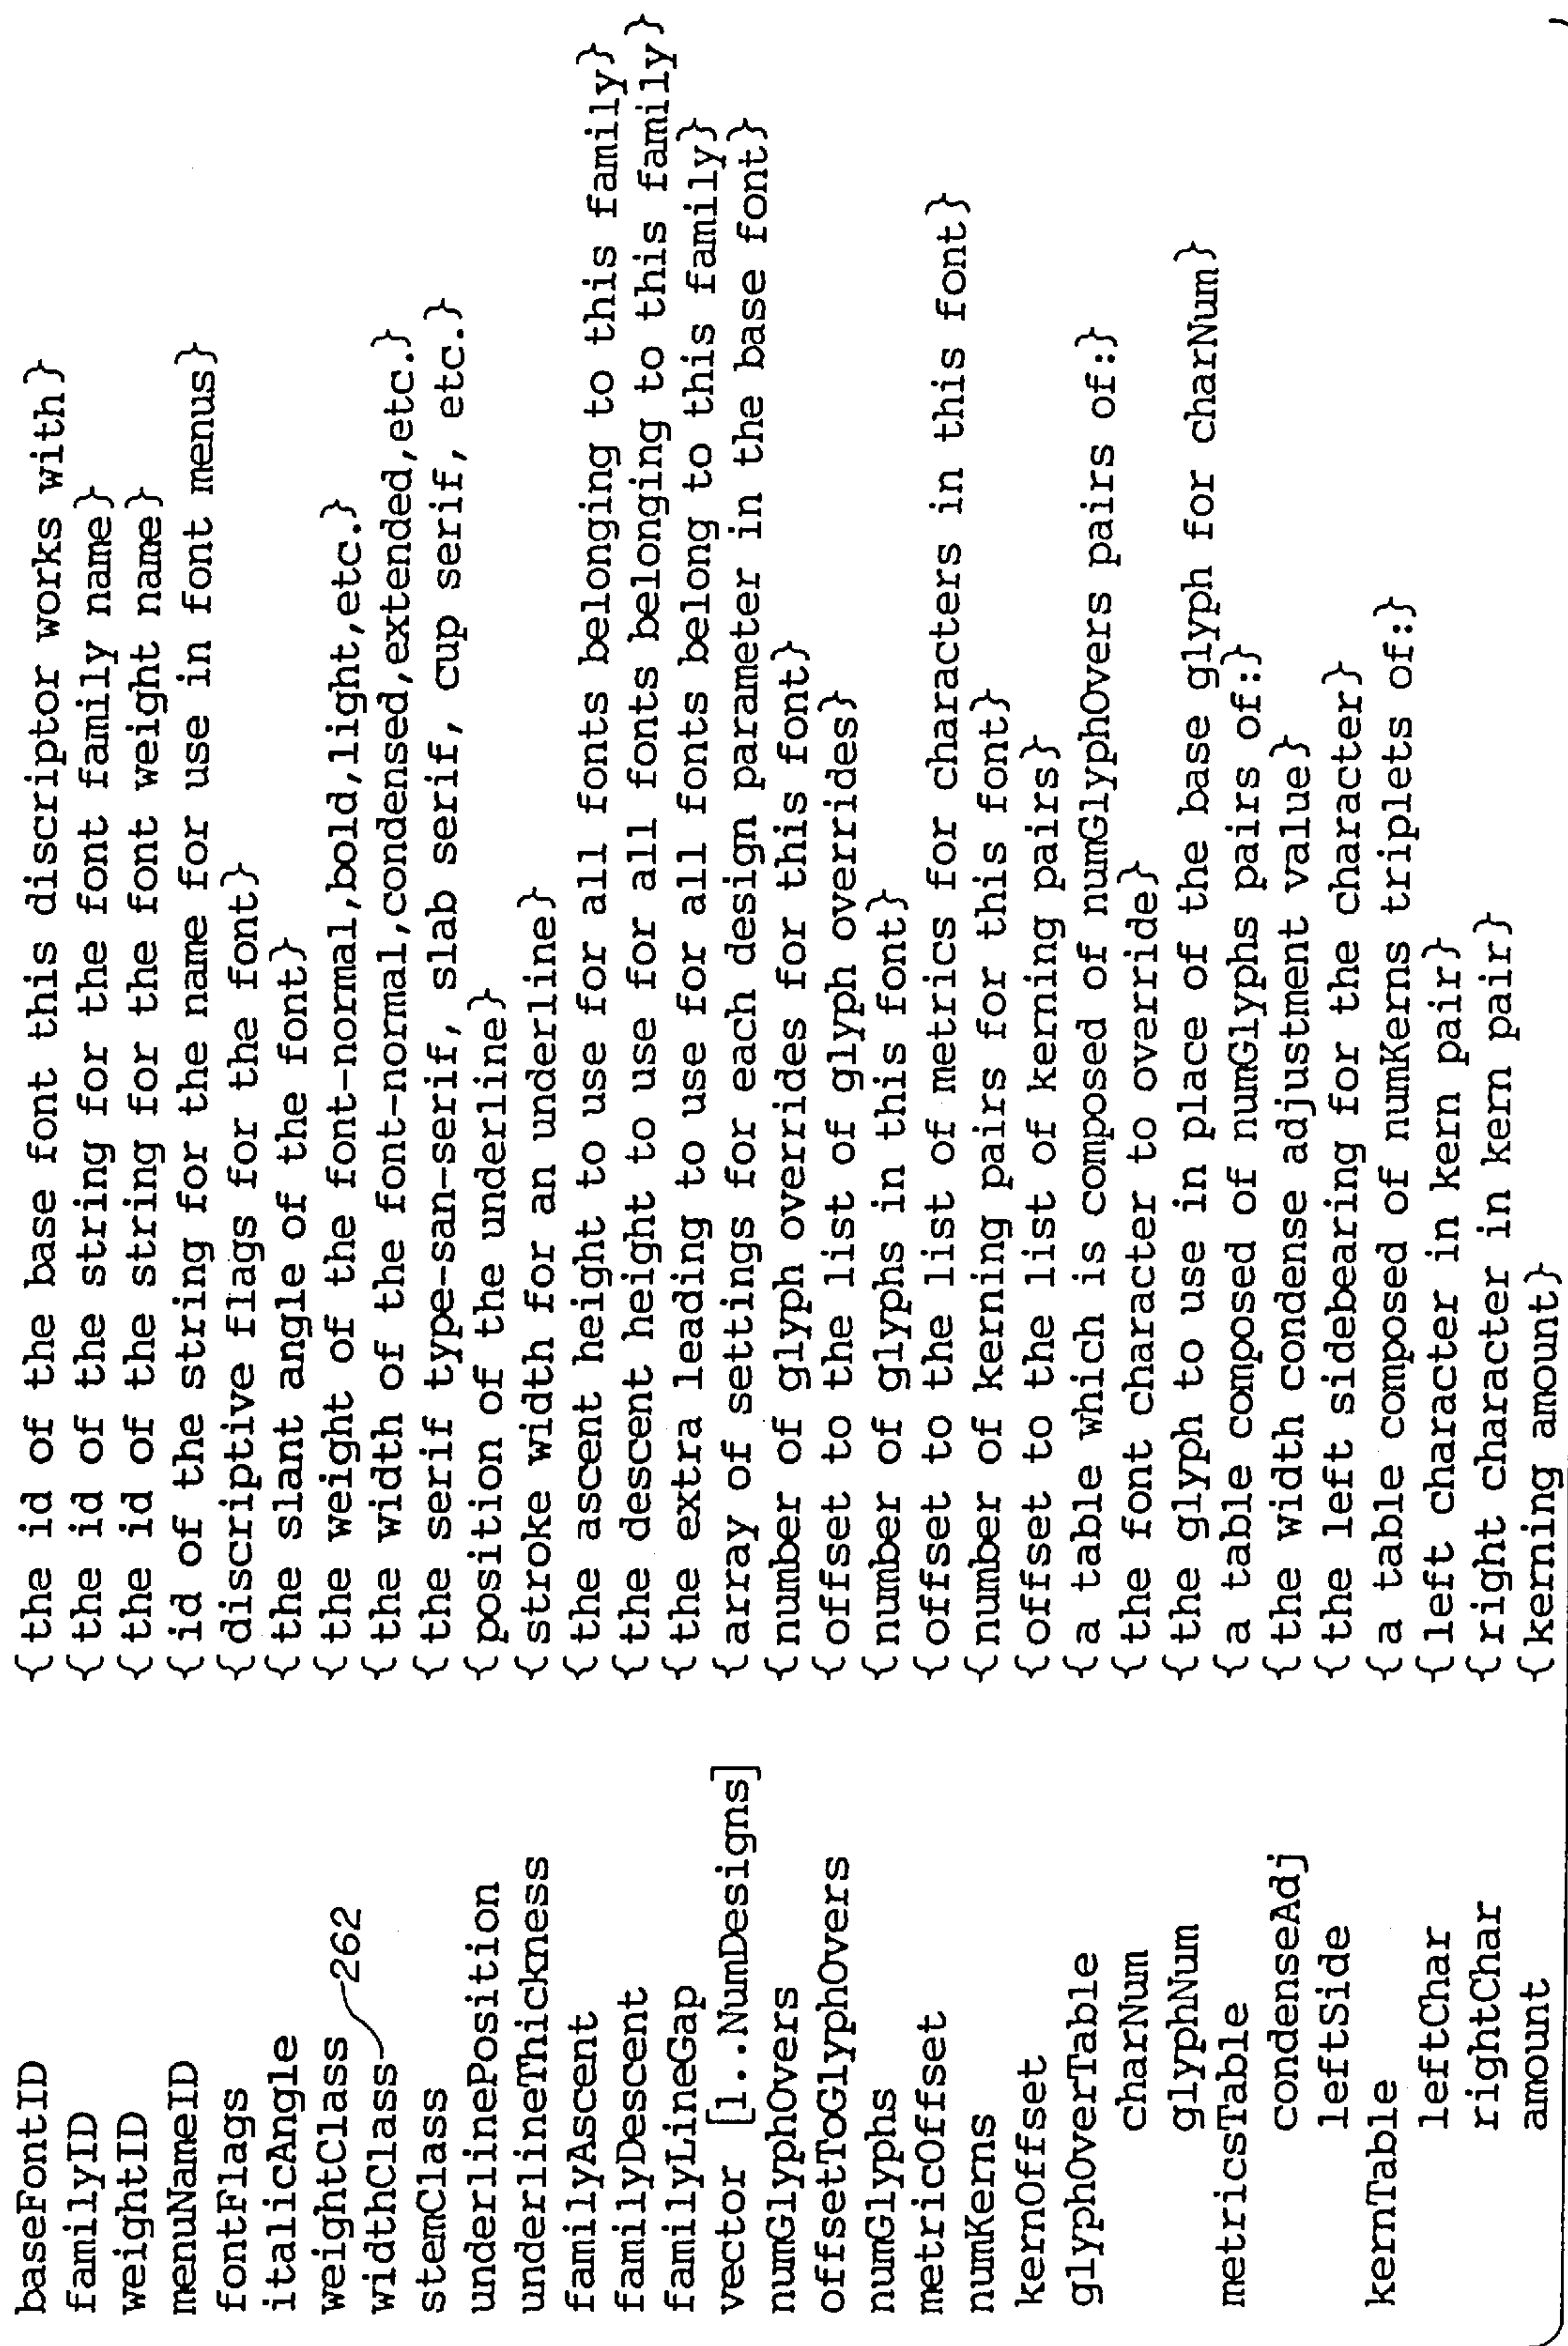 baseFontID {the id of the base font this discriptor works with}
familyID {the id of the string for the font family name}
weightID {the id of the string for the font weight name}
menuNameID {id of the string for the name for use in font menus}
fontFlags {discriptive flags for the font}
italicAngle {the slant angle of the font}
weightClass {the weight of the font-normal,bold,light,etc.}
262
widthClass {the width of the font-normal,condensed,extended,etc.}
stemClass {the serif type-san-serif, slab serif, cup serif, etc.}
underlinePosition {position of the underline}
underlineThickness {stroke width for an underline}
familyAscent {the ascent height to use for all fonts belonging to this family}
familyDescent {the descent height to use for all fonts belonging to this family}
familyLineGap {the extra leading to use for all fonts belong to this family}
vector [1..NumDesigns] {array of settings for each design parameter in the base font}
numGlyphOvers {number of glyph overrides for this font}
offsetToGlyphOvers {offset to the list of glyph overrides}
numGlyphs {number of glyphs in this font}
metricOffset {offset to the list of metrics for characters in this font}
numKerns {number of kerning pairs for this font}
kernOffset {offset to the list of kerning pairs}
glyphOverTable {a table which is composed of numGlyphOvers pairs of:}
charNum {the font character to override}
glyphNum {the glyph to use in place of the base glyph for charNum}
metricsTable {a table composed of numGlyphs pairs of:}
condenseAdj {the width condense adjustment value}
leftSide {the left sidebearing for the character}
kernTable {a table composed of numKerns triplets of:}
leftChar {left character in kern pair}
rightChar {right character in kern pair}
amount {kerning amount}